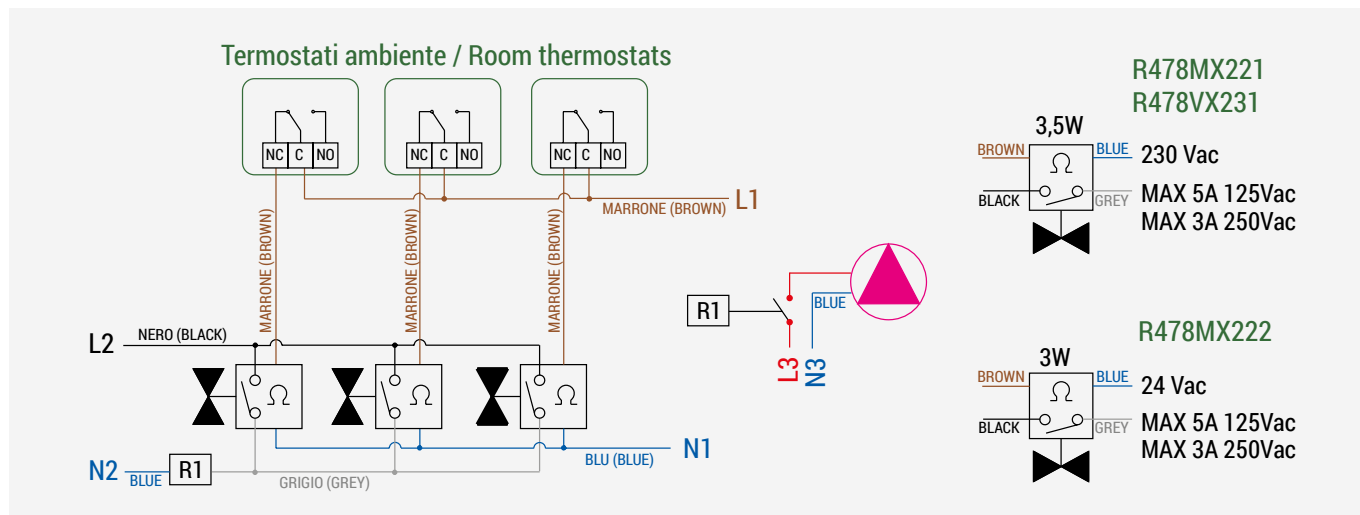 Termostati ambiente / Room thermostats
NC C NO
NC C NO
NC C NO
MARRONE (BROWN)
L1
MARRONE (BROWN)
MARRONE (BROWN)
MARRONE (BROWN)
L2
NERO (BLACK)
Ω
Ω
Ω
N1
BLU (BLUE)
N2
BLUE
R1
GRIGIO (GREY)
R1
BLUE
L3
N3
R478MX221
R478VX231
3,5W
BROWN
Ω
BLUE
230 Vac
BLACK
GREY
MAX 5A 125Vac
MAX 3A 250Vac
R478MX222
3W
BROWN
Ω
BLUE
24 Vac
BLACK
GREY
MAX 5A 125Vac
MAX 3A 250Vac